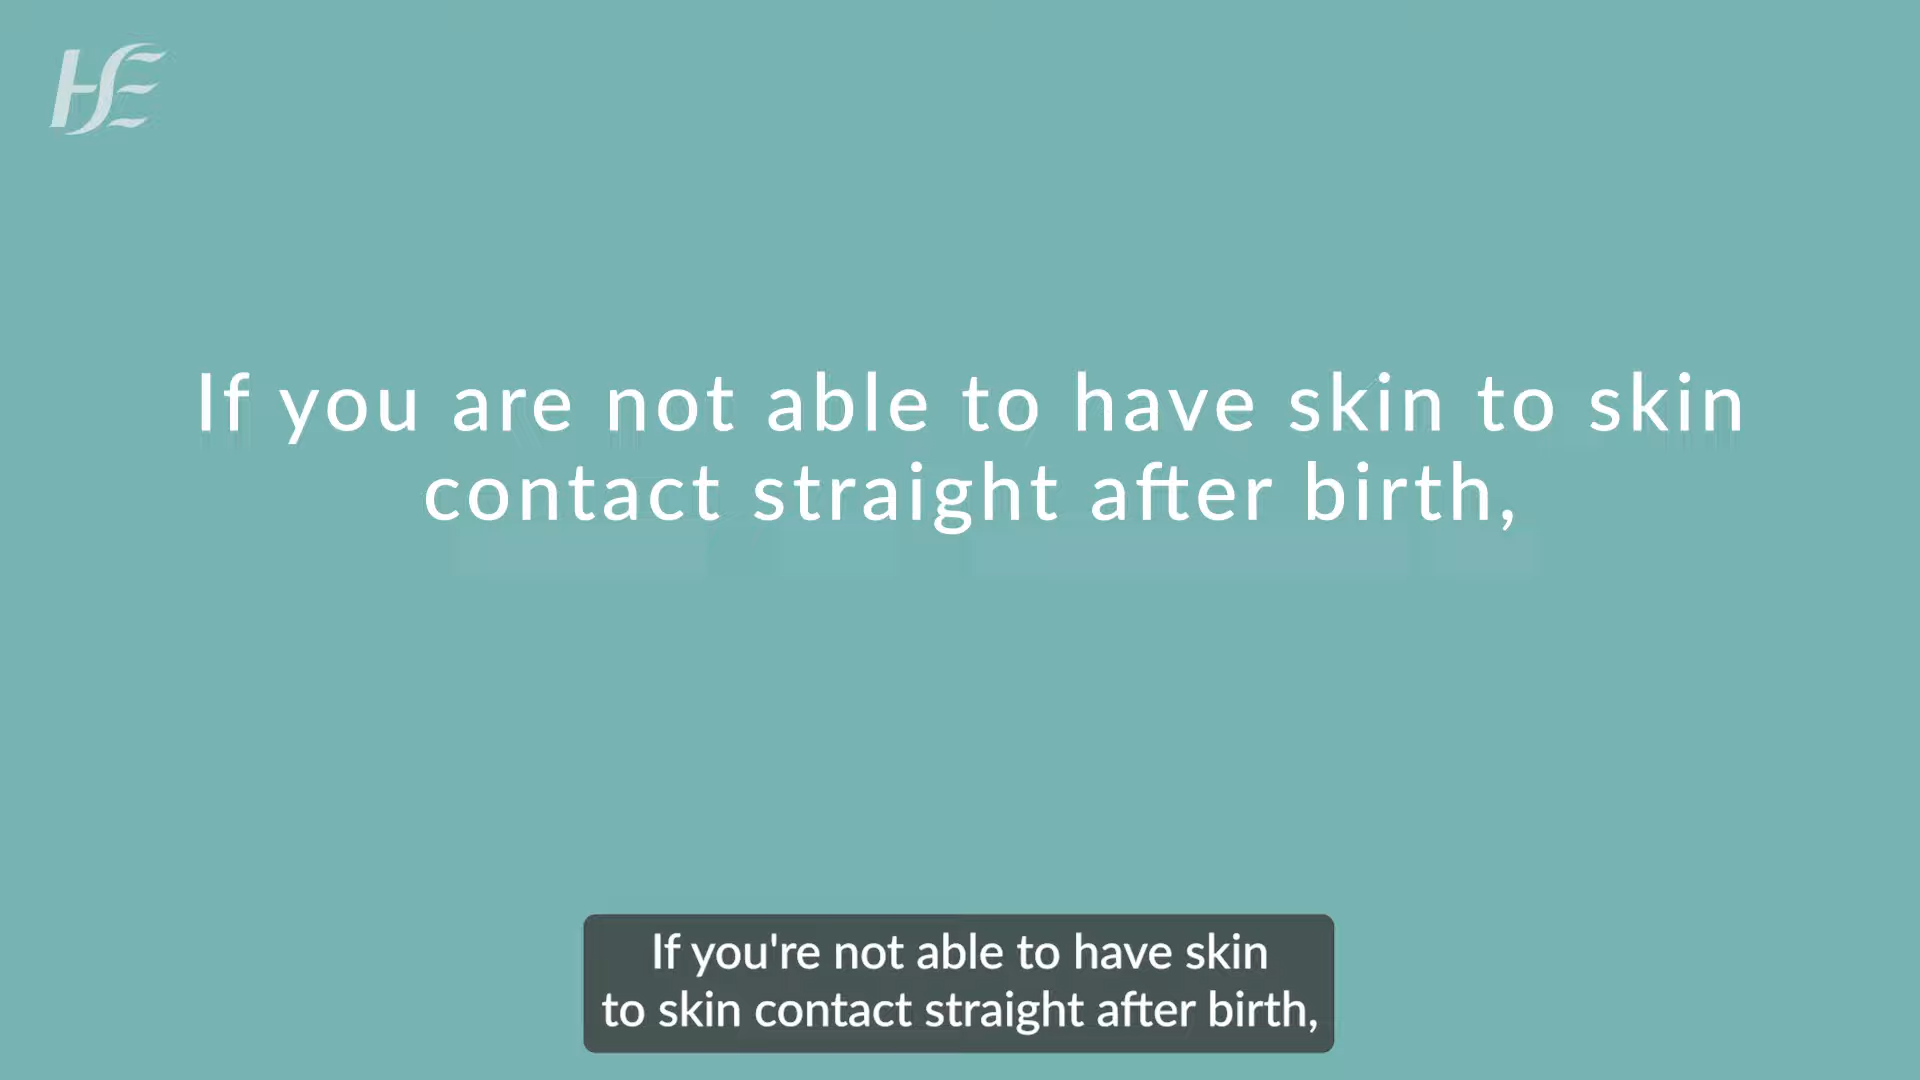 HSE
If you are not able to have skin to skin
contact straight after birth,
If you're not able to have skin
to skin contact straight after birth,